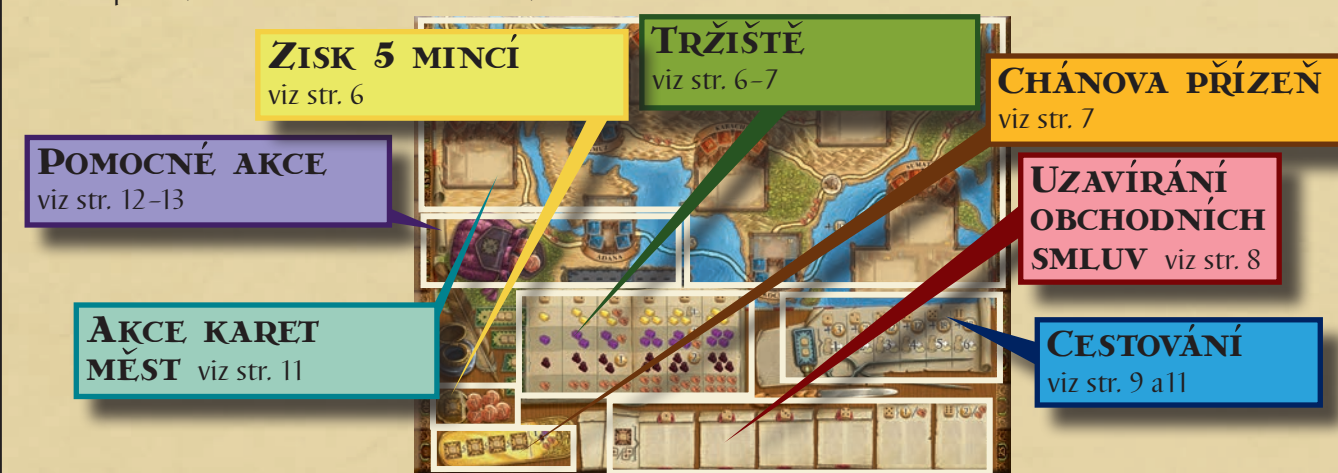 ZISK 5 MINCÍ
viz str. 6
TRŽIŠTĚ
viz str. 6–7
CHÁNOVA PŘÍZEŇ
viz str. 7
POMOCNÉ AKCE
viz str. 12–13
UZAVÍRÁNÍ
OBCHODNÍCH
SMLUV viz str. 8
AKCE KARET
MĚST viz str. 11
CESTOVÁNÍ
viz str. 9 a11
ADANA